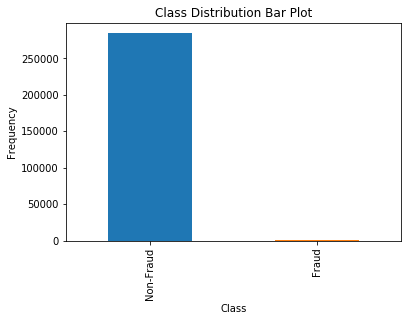 Class Distribution Bar Plot
250000
200000
150000
100000
50000
0
Frequency
Non-Fraud
Fraud
Class